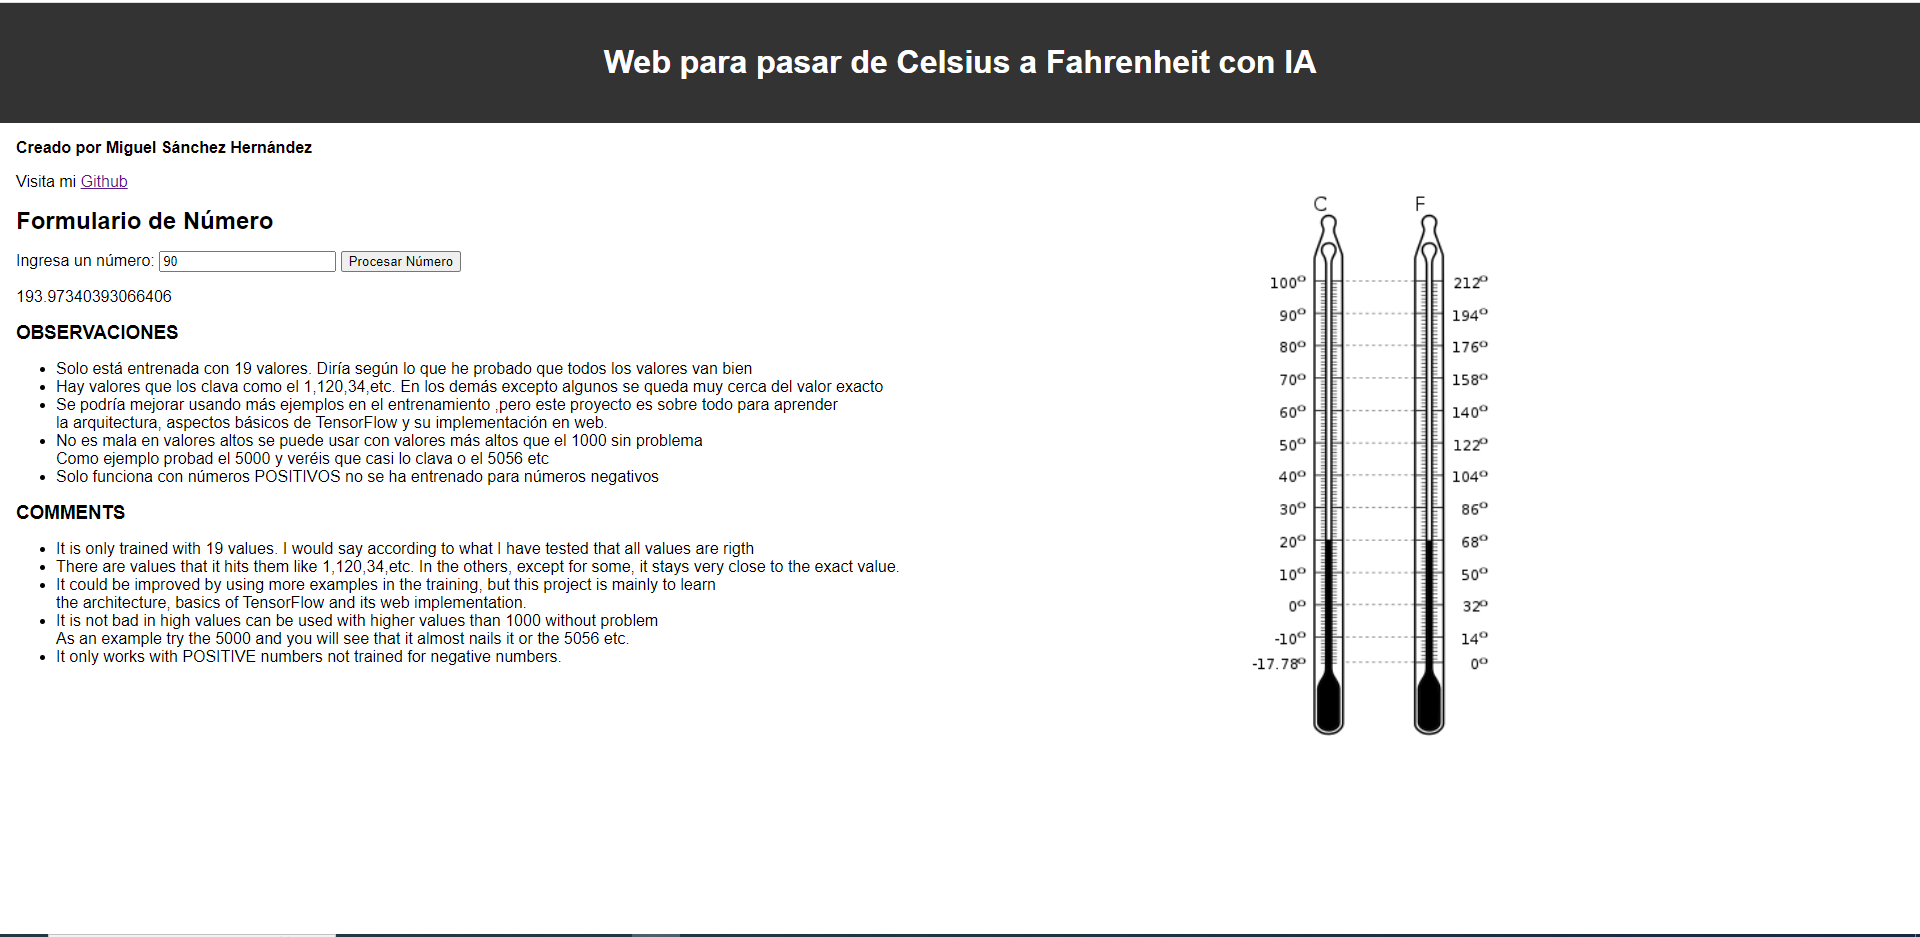 Web para pasar de Celsius a Fahrenheit con IA
Creado por Miguel Sánchez Hernández
Visita mi Github
Formulario de Número
Ingresa un número: 90 Procesar Número
193.97340393066406
OBSERVACIONES
Solo está entrenada con 19 valores. Diría según lo que he probado que todos los valores van bien
Hay valores que los clava como el 1,120,34,etc. En los demás excepto algunos se queda muy cerca del valor exacto
Se podría mejorar usando más ejemplos en el entrenamiento ,pero este proyecto es sobre todo para aprender
la arquitectura, aspectos básicos de TensorFlow y su implementación en web.
No es mala en valores altos se puede usar con valores más altos que el 1000 sin problema
Como ejemplo probad el 5000 y veréis que casi lo clava o el 5056 etc
Solo funciona con números POSITIVOS no se ha entrenado para números negativos
COMMENTS
It is only trained with 19 values. I would say according to what I have tested that all values are rigth
There are values that it hits them like 1,120,34,etc. In the others, except for some, it stays very close to the exact value.
It could be improved by using more examples in the training, but this project is mainly to learn
the architecture, basics of TensorFlow and its web implementation.
It is not bad in high values can be used with higher values than 1000 without problem
As an example try the 5000 and you will see that it almost nails it or the 5056 etc.
It only works with POSITIVE numbers not trained for negative numbers.
C F
100º 212º
90º 194º
80º 176º
70º 158º
60º 140º
50º 122º
40º 104º
30º 86º
20º 68º
10º 50º
0º 32º
-10º 14º
-17.78º 0º